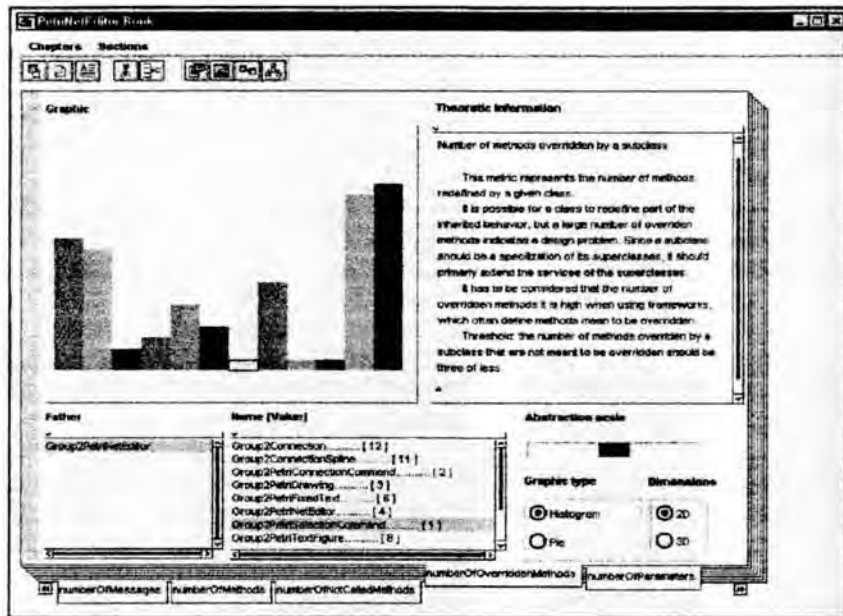 PetriNetEditor Book
Chapters Sections
Graphic
Theoretic Information
Number of methods overridden by a subclass
This metric represents the number of methods
redefined by a given class.
It is possible for a class to redefine part of the
inherited behavior, but a large number of overriden
methods indicates a design problem. Since a subclass
should be a specilization of its superclasses, it should
primarly extend the services of the superclasses.
It has to be considered that the number of
overridden methods it is high when using frameworks,
which often define methods mean to be overridden.
Threshold: the number of methods overriden by a
subclass that are not meant to be overridden should be
three of less.
Father
Group2PetriNetEditor
Name [Value]
Group2Connection..........[ 12 ]
Group2ConnectionSpline..........[ 11 ]
Group2PetriConnectionCommand..........[ 2 ]
Group2PetriDrawing..........[ 3 ]
Group2PetriFixedText..........[ 6 ]
Group2PetriNetEditor..........[ 4 ]
Group2PetriSelectionCommand..........[ 1 ]
Group2PetriTextFigure..........[ 8 ]
Abstraction scale
Graphic type
Histogram
Pie
Dimensions
2D
3D
numberOfMessages
numberOfMethods
numberOfNotCalledMethods
numberOfOverriddenMethods
numberOfParameters